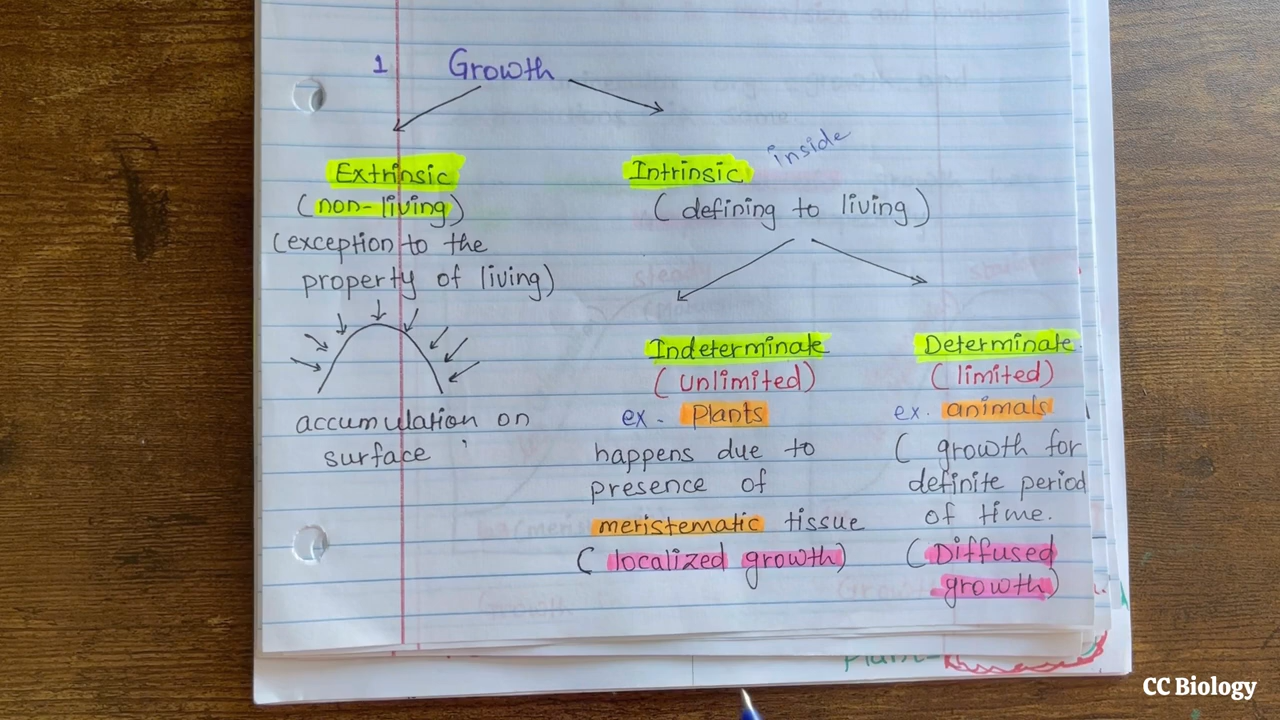 1 Growth
Extrinsic
(non-living)
(exception to the
property of living)
accumulation on
surface
Intrinsic inside
(defining to living)
Indeterminate
(unlimited)
ex. Plants
happens due to
presence of
meristematic tissue
(localized growth)
Determinate
(limited)
ex. animals
(growth for
definite period
of time.
(Diffused
growth)
CC Biology